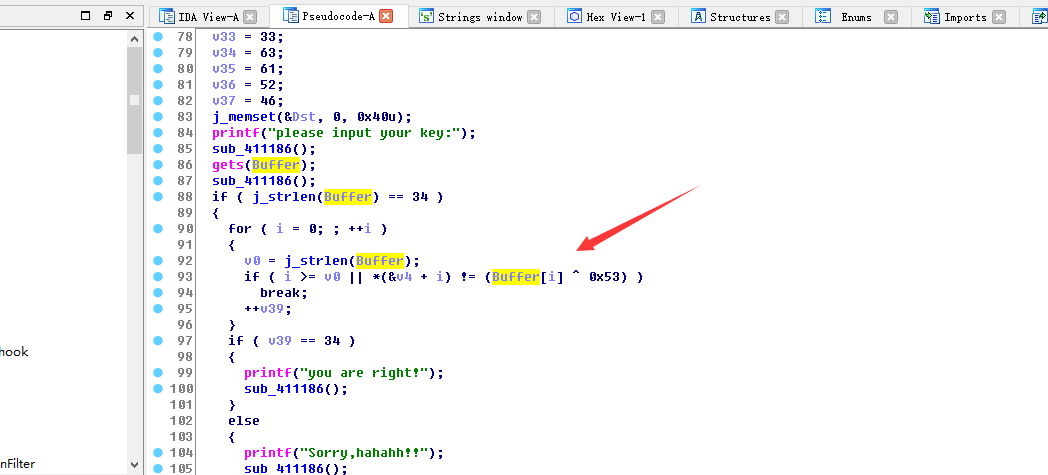 IDA View-A Pseudocode-A Strings window Hex View-1 Structures Enums Imports
78 v33 = 33;
79 v34 = 63;
80 v35 = 61;
81 v36 = 52;
82 v37 = 46;
83 j_memset(&Dst, 0, 0x40u);
84 printf("please input your key:");
85 sub_411186();
86 gets(Buffer);
87 sub_411186();
88 if ( j_strlen(Buffer) == 34 )
89 {
90 for ( i = 0; ; ++i )
91 {
92 v0 = j_strlen(Buffer);
93 if ( i >= v0 || *(&v4 + i) != (Buffer[i] ^ 0x53) )
94 break;
95 ++v39;
96 }
97 if ( v39 == 34 )
hook
98 {
99 printf("you are right!");
100 sub_411186();
101 }
102 else
103 {
104 printf("Sorry,hahahh!!");
nFilter
105 sub_411186();